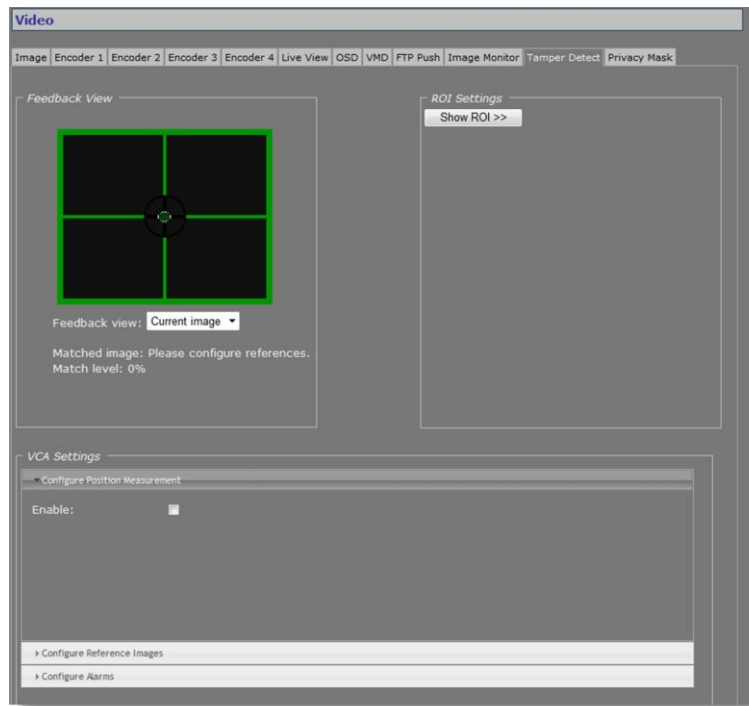 Video
Image Encoder 1 Encoder 2 Encoder 3 Encoder 4 Live View OSD VMD FTP Push Image Monitor Tamper Detect Privacy Mask
Feedback View
Feedback view: Current image
Matched image: Please configure references.
Match level: 0%
ROI Settings
Show ROI >>
VCA Settings
Configure Position Measurement
Enable:
Configure Reference Images
Configure Alarms